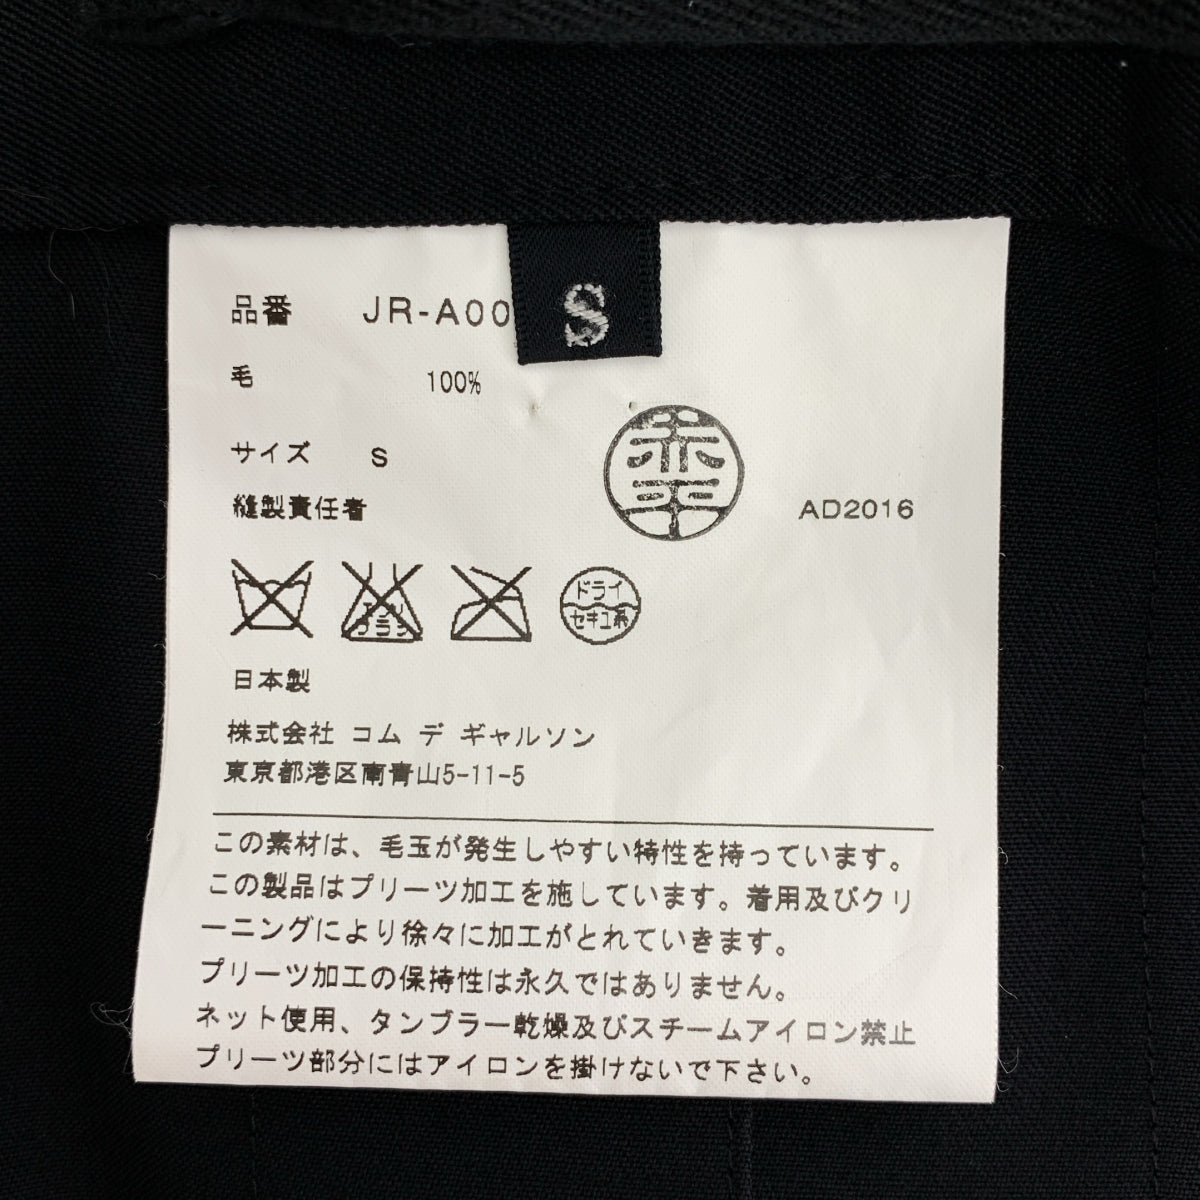 S
品番 JR-A00
毛 100%
サイズ S
縫製責任者 赤平 AD2016
エンソ
サラシ
ドライ
セキユ系
日本製
株式会社 コム デ ギャルソン
東京都港区南青山5-11-5
この素材は、毛玉が発生しやすい特性を持っています。
この製品はプリーツ加工を施しています。着用及びクリ
ーニングにより徐々に加工がとれていきます。
プリーツ加工の保持性は永久ではありません。
ネット使用、タンブラー乾燥及びスチームアイロン禁止
プリーツ部分にはアイロンを掛けないで下さい。